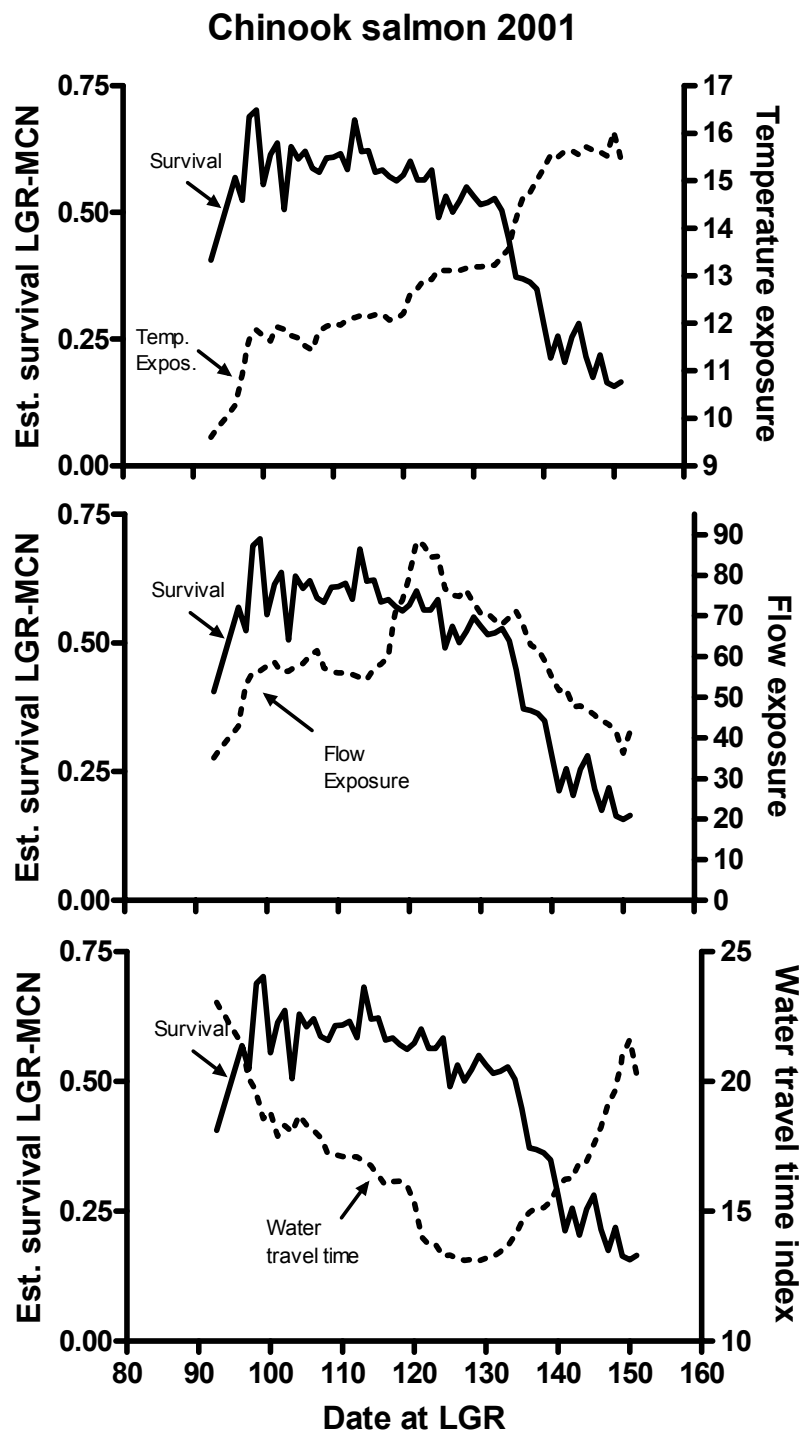 Chinook salmon 2001
Est. survival LGR-MCN
0.75
0.50
0.25
0.00
Survival
Temp.
Expos.
17
16
15
14
13
12
11
10
9
Temperature exposure
Est. survival LGR-MCN
0.75
0.50
0.25
0.00
Survival
Flow
Exposure
90
80
70
60
50
40
30
20
10
0
Flow exposure
Est. survival LGR-MCN
0.75
0.50
0.25
0.00
Survival
Water
travel time
25
20
15
10
Water travel time index
80 90 100 110 120 130 140 150 160
Date at LGR